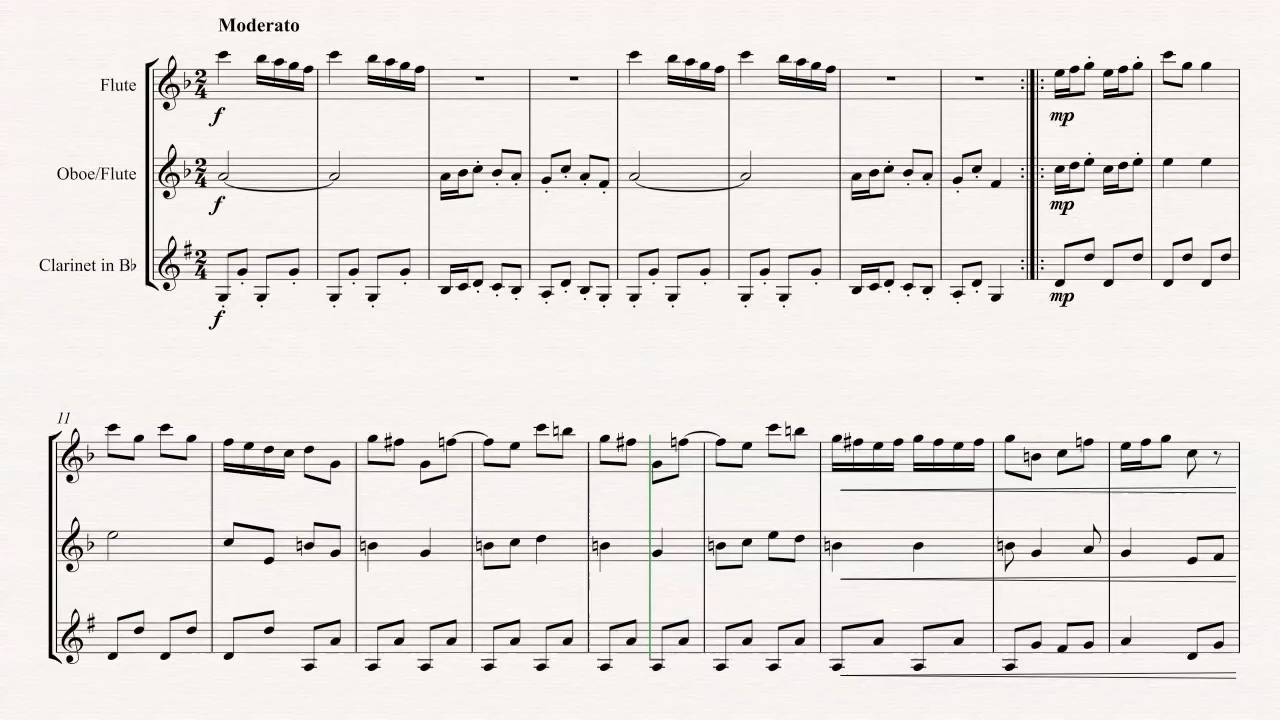 Moderato
Flute
f
mp
Oboe/Flute
f
mp
Clarinet in B♭
f
mp
11